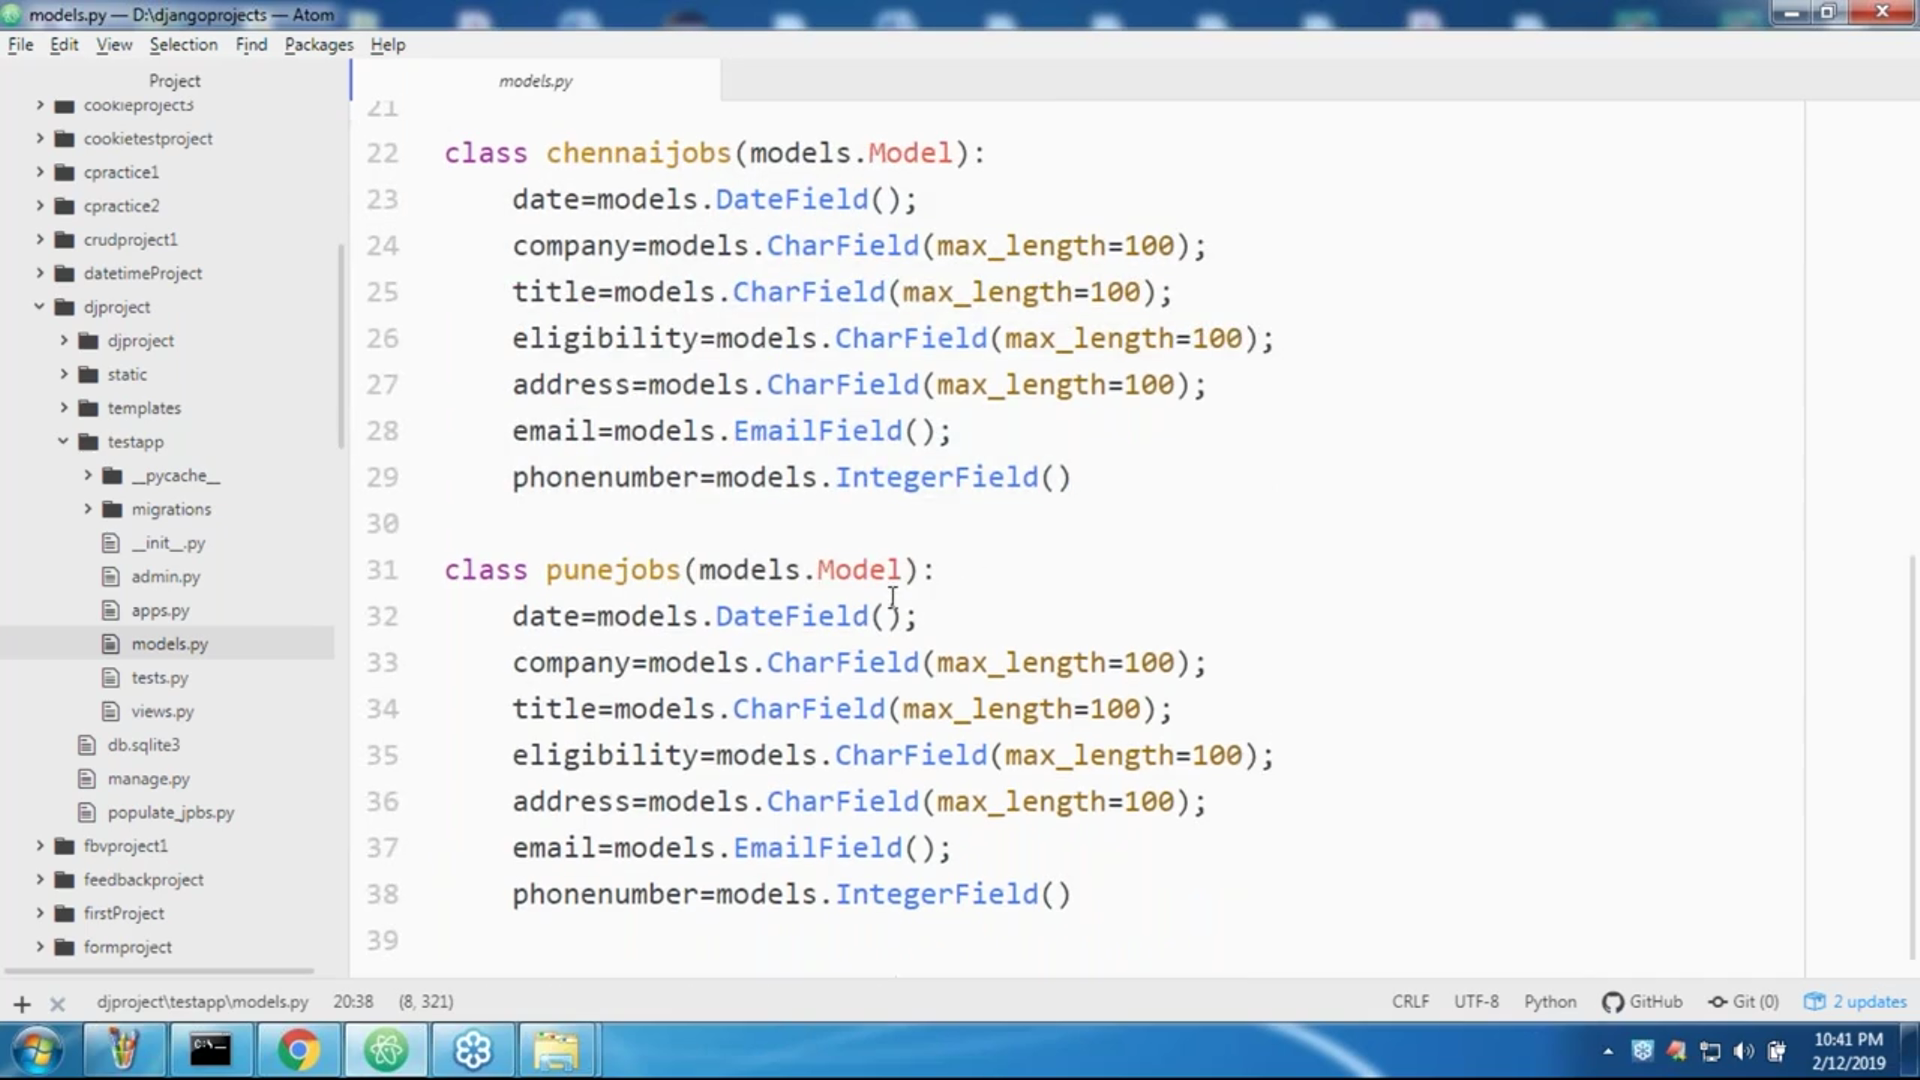 models.py — D:\djangoprojects — Atom
File Edit View Selection Find Packages Help
Project
cookieproject3
cookietestproject
cpractice1
cpractice2
crudproject1
datetimeProject
djproject
djproject
static
templates
testapp
__pycache__
migrations
__init__.py
admin.py
apps.py
models.py
tests.py
views.py
db.sqlite3
manage.py
populate_jpbs.py
fbvproject1
feedbackproject
firstProject
formproject
models.py
21
22 class chennaijobs(models.Model):
23 date=models.DateField();
24 company=models.CharField(max_length=100);
25 title=models.CharField(max_length=100);
26 eligibility=models.CharField(max_length=100);
27 address=models.CharField(max_length=100);
28 email=models.EmailField();
29 phonenumber=models.IntegerField()
30
31 class punejobs(models.Model):
32 date=models.DateField();
33 company=models.CharField(max_length=100);
34 title=models.CharField(max_length=100);
35 eligibility=models.CharField(max_length=100);
36 address=models.CharField(max_length=100);
37 email=models.EmailField();
38 phonenumber=models.IntegerField()
39
djproject\testapp\models.py 20:38 (8, 321) CRLF UTF-8 Python GitHub Git (0) 2 updates
C:\_
10:41 PM
2/12/2019